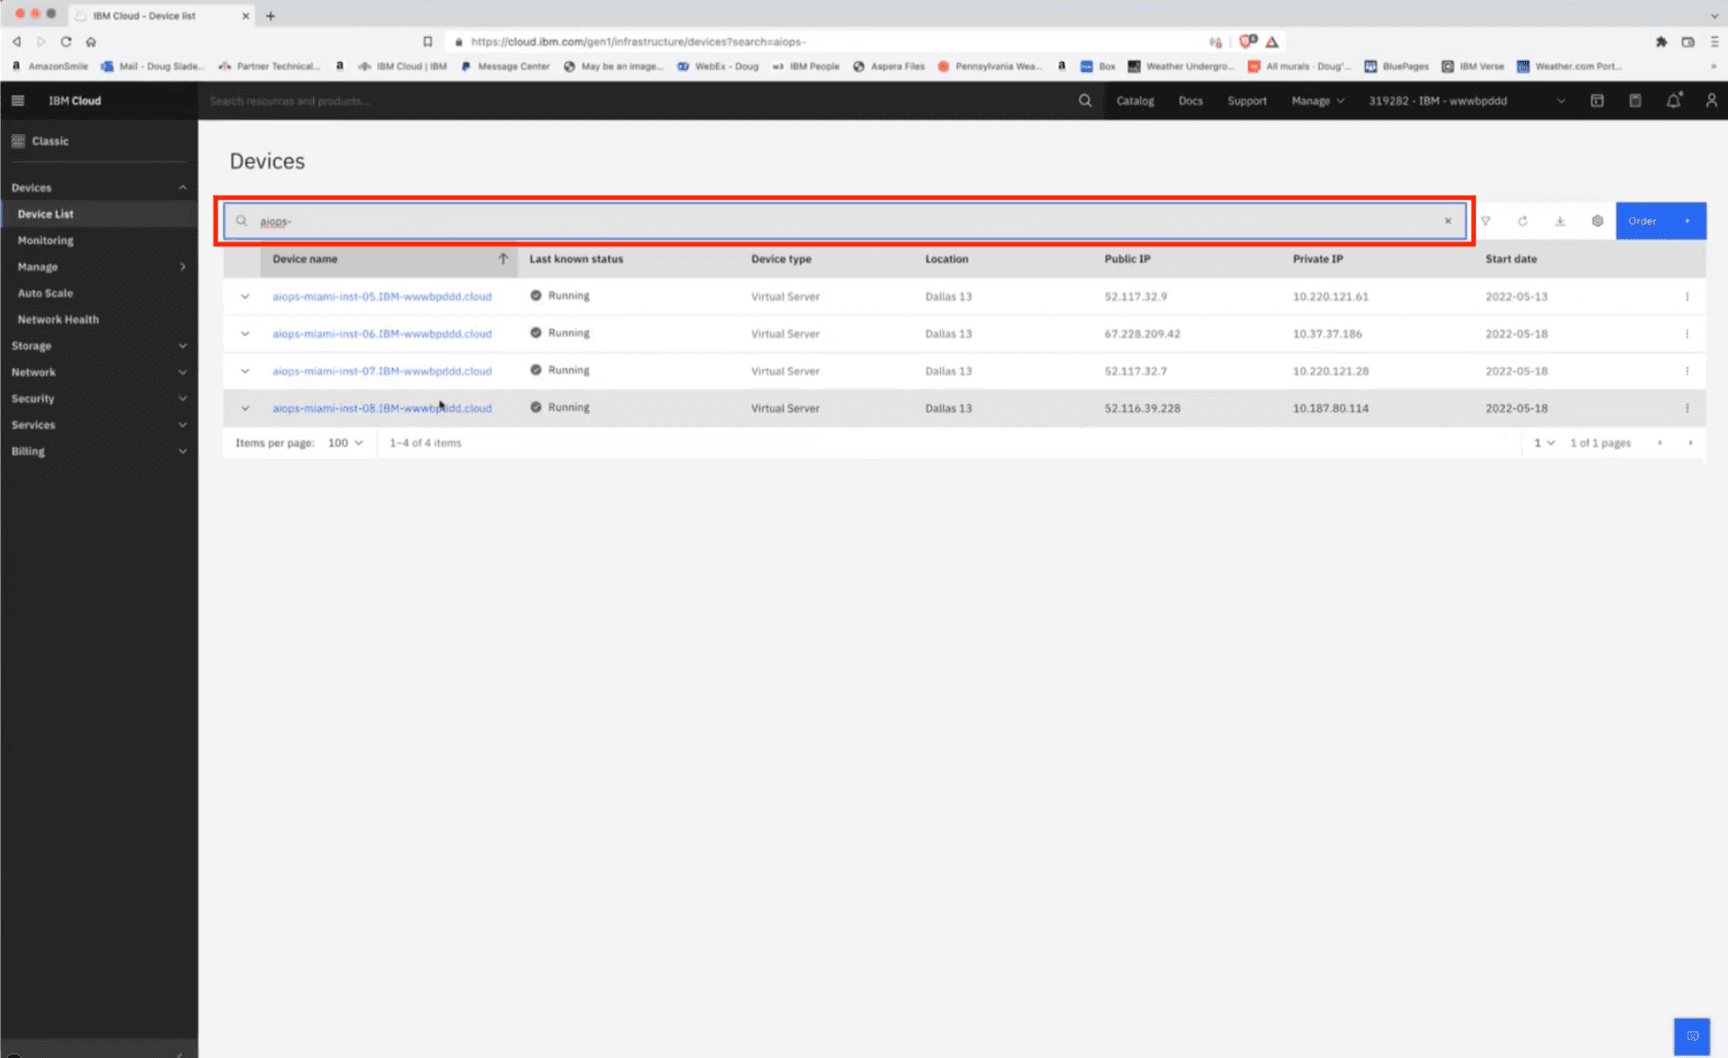 IBM Cloud - Device list
https://cloud.ibm.com/gen1/infrastructure/devices?search=aiops-
AmazonSmile Mail - Doug Slade... Partner Technical... IBM Cloud | IBM Message Center May be an image... WebEx - Doug IBM People Aspera Files Pennsylvania Wea... Box Weather Undergro... All murals · Doug'... BluePages IBM Verse Weather.com Port...
IBM Cloud Search resources and products... Catalog Docs Support Manage 319282 - IBM - wwwbpddd
Classic
Devices
Device List
Monitoring
Manage
Auto Scale
Network Health
Storage
Network
Security
Services
Billing
Devices
aiops- Order +
Device name Last known status Device type Location Public IP Private IP Start date
aiops-miami-inst-05.IBM-wwwbpddd.cloud Running Virtual Server Dallas 13 52.117.32.9 10.220.121.61 2022-05-13
aiops-miami-inst-06.IBM-wwwbpddd.cloud Running Virtual Server Dallas 13 67.228.209.42 10.37.37.186 2022-05-18
aiops-miami-inst-07.IBM-wwwbpddd.cloud Running Virtual Server Dallas 13 52.117.32.7 10.220.121.28 2022-05-18
aiops-miami-inst-08.IBM-wwwbpddd.cloud Running Virtual Server Dallas 13 52.116.39.228 10.187.80.114 2022-05-18
Items per page: 100 1–4 of 4 items 1 1 of 1 pages